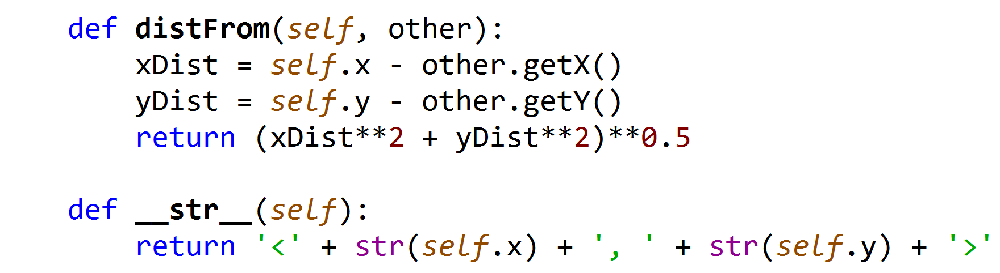 def distFrom(self, other):
xDist = self.x - other.getX()
yDist = self.y - other.getY()
return (xDist**2 + yDist**2)**0.5
def __str__(self):
return '<' + str(self.x) + ', ' + str(self.y) + '>'